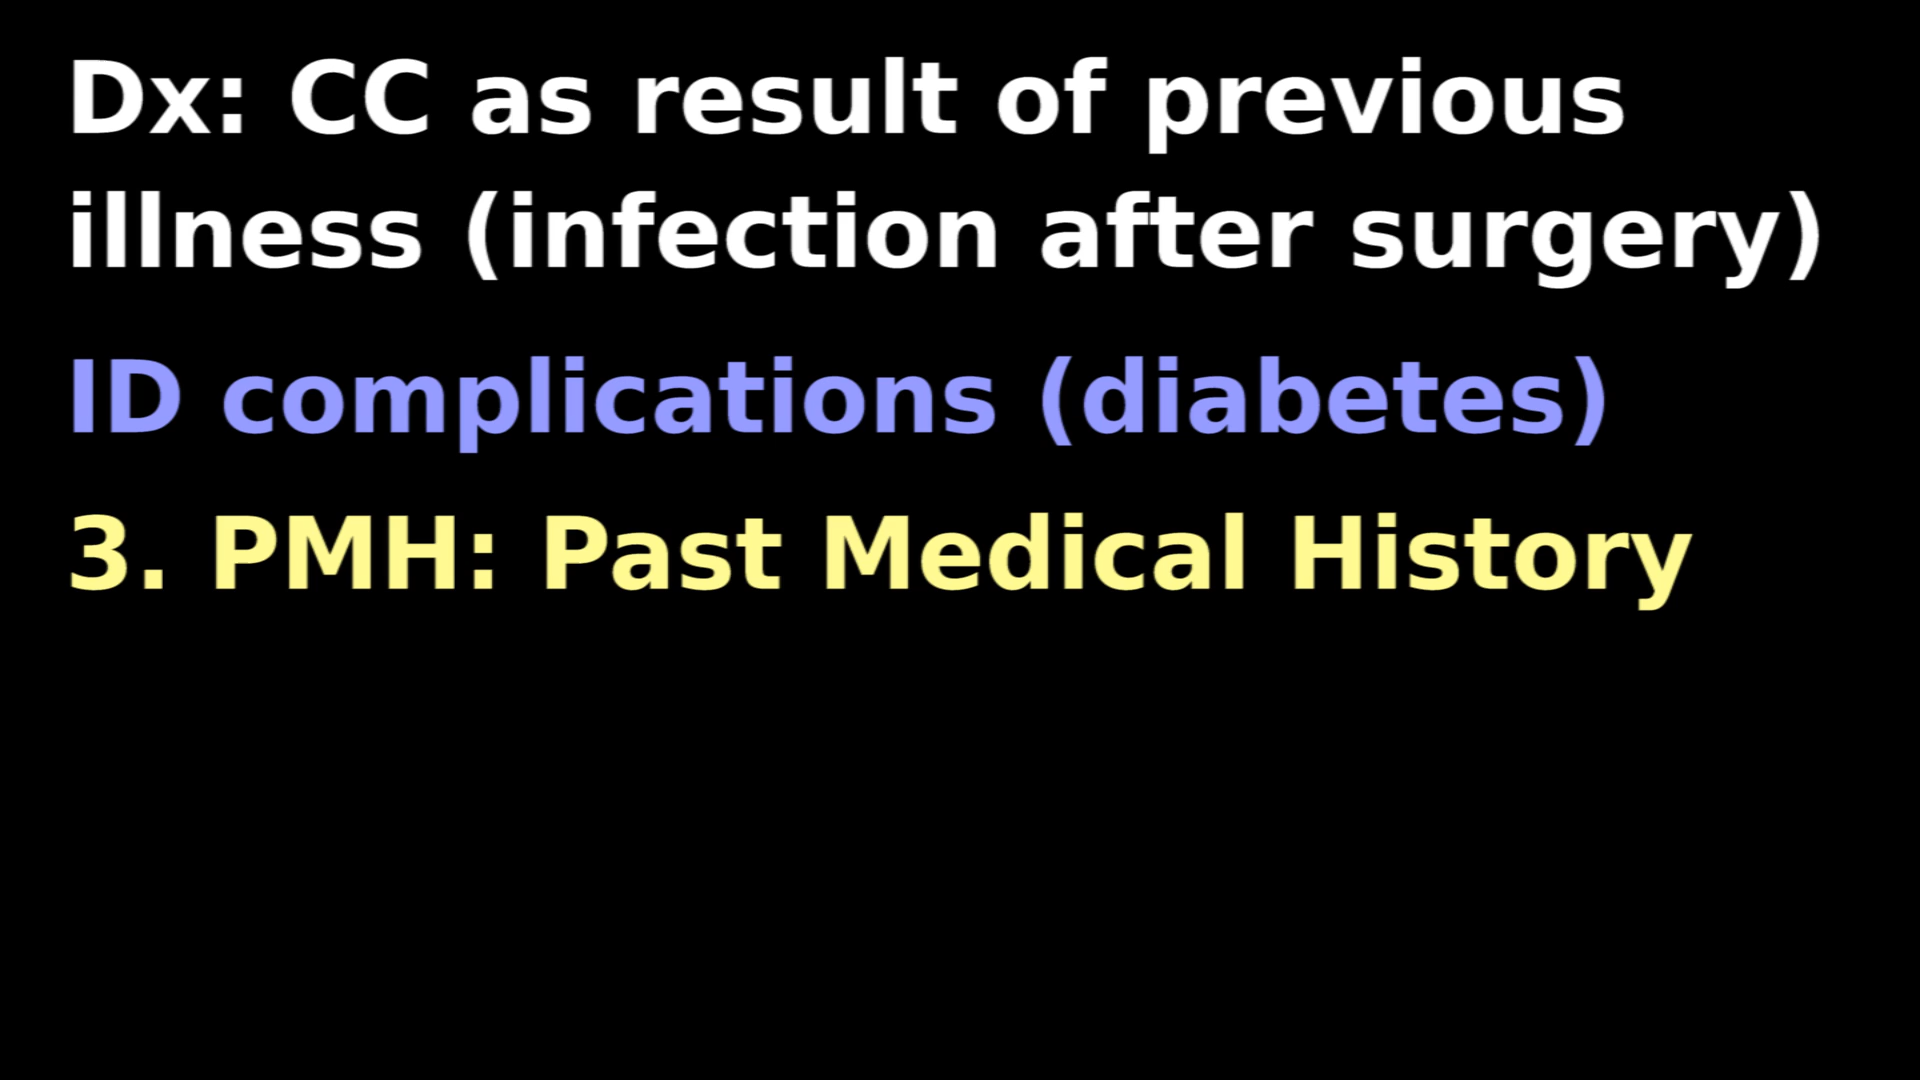 Dx: CC as result of previous
illness (infection after surgery)
ID complications (diabetes)
3. PMH: Past Medical History